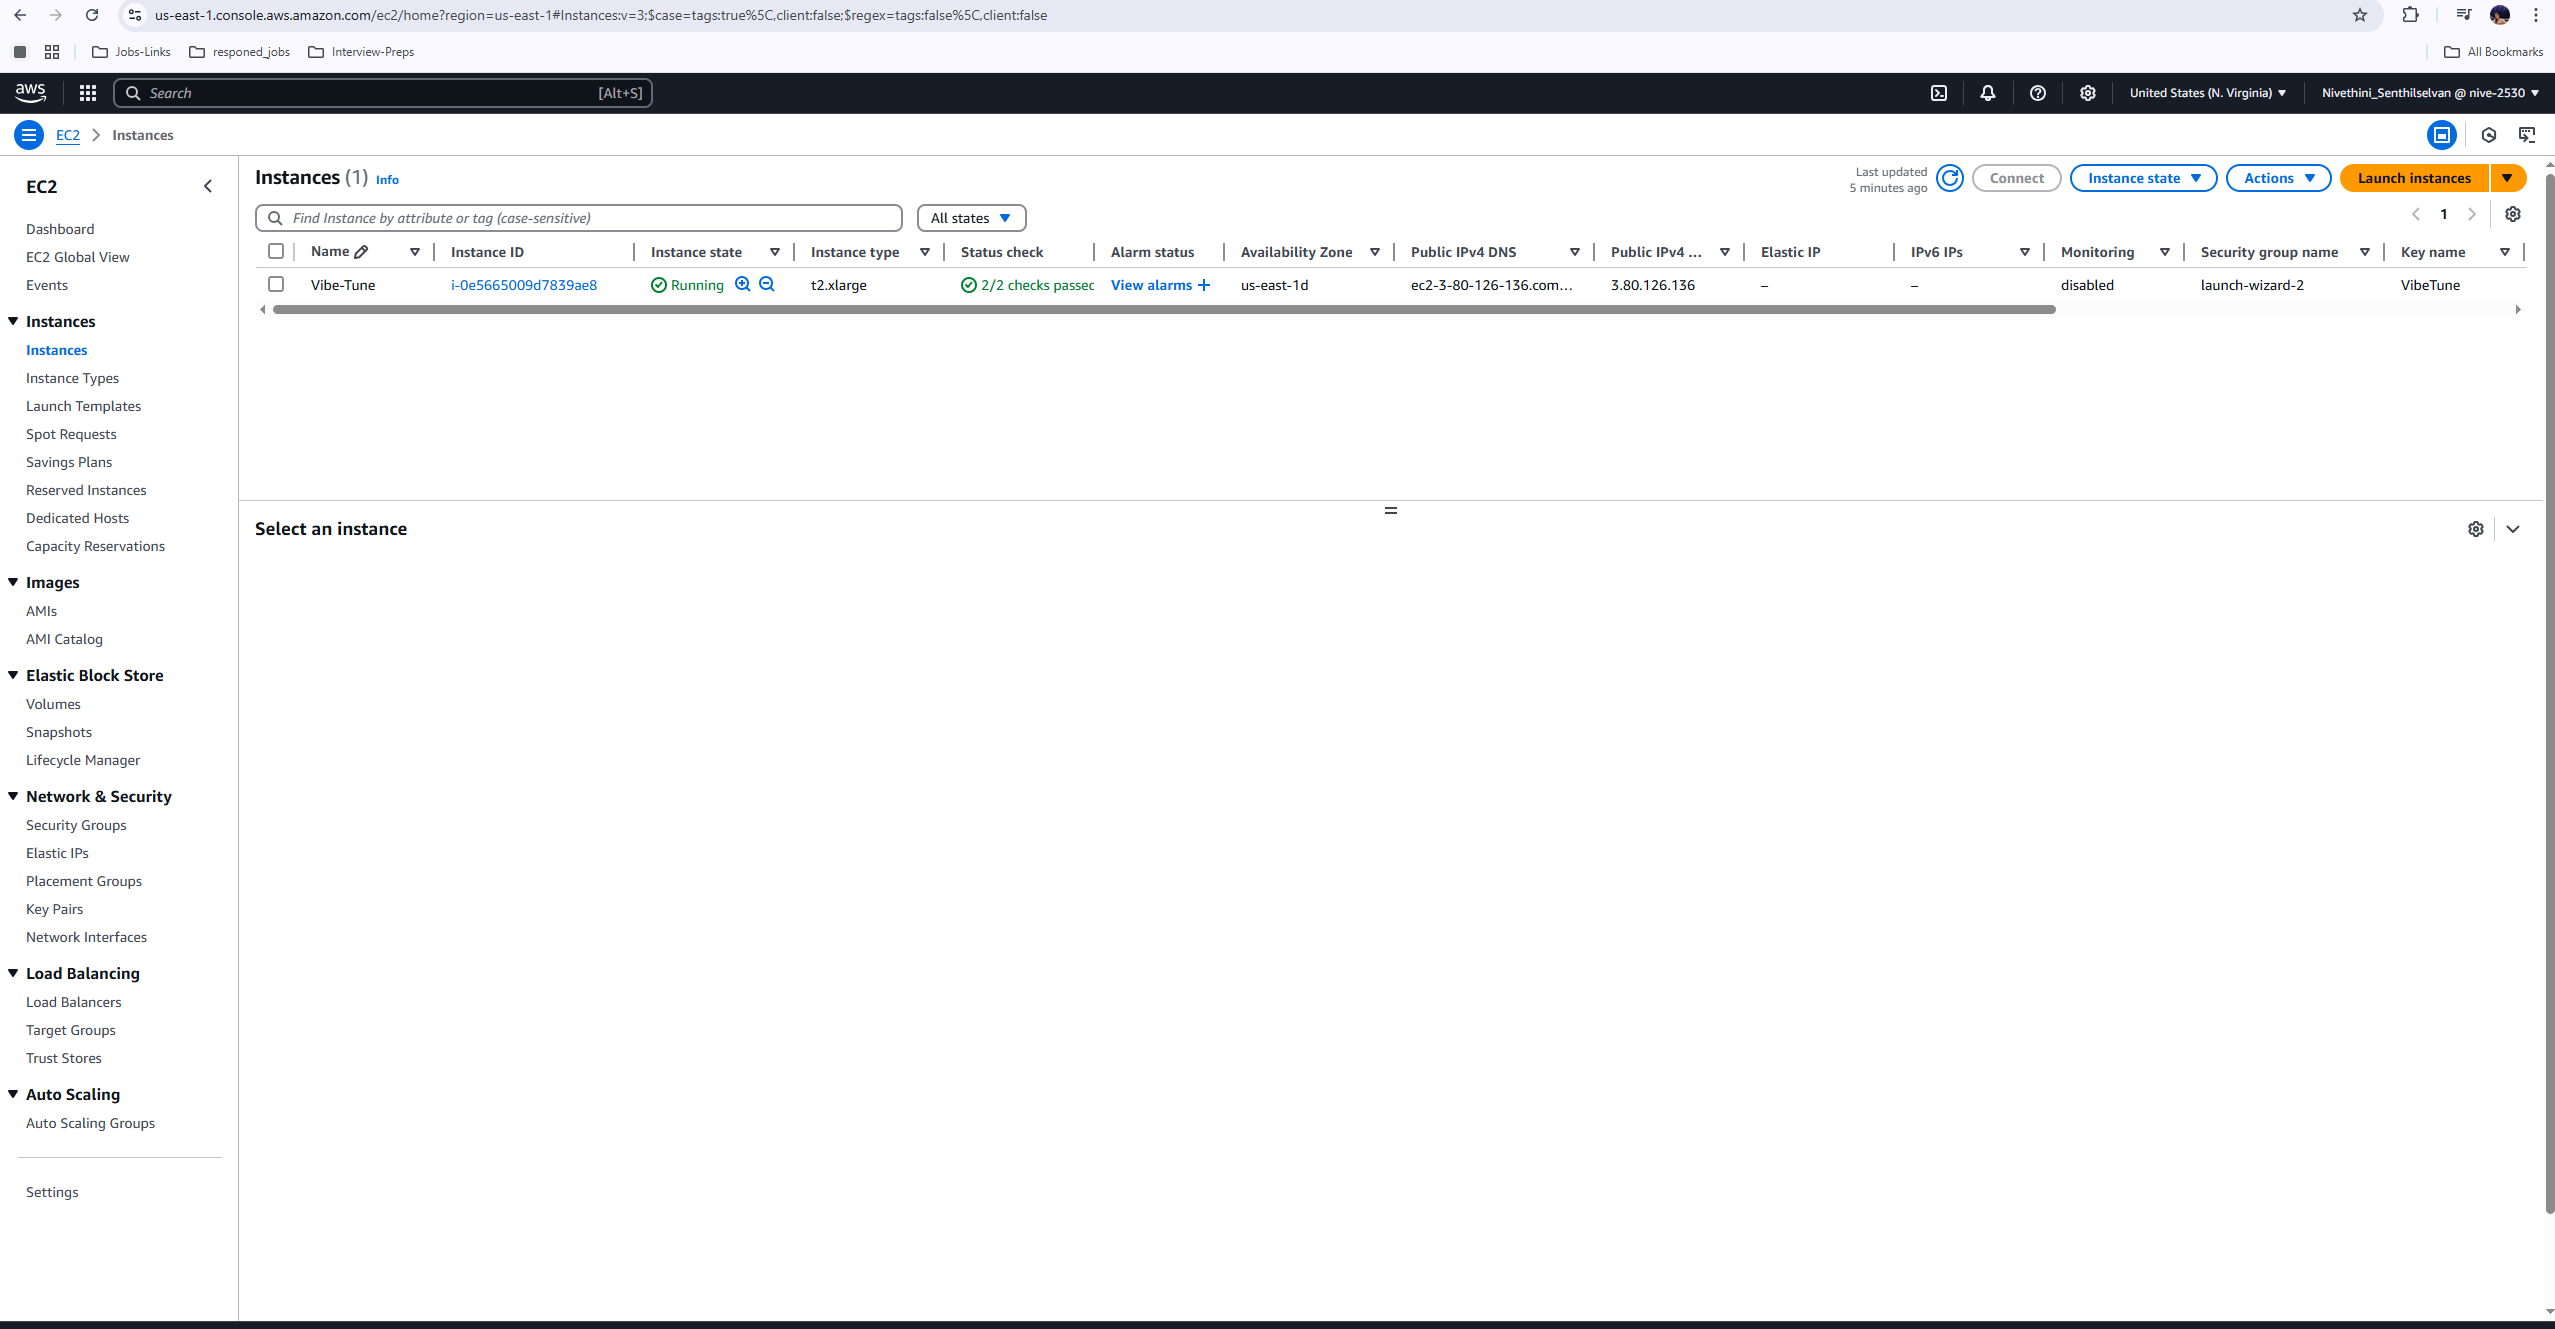 us-east-1.console.aws.amazon.com/ec2/home?region=us-east-1#Instances:v=3;$case=tags:true%5C,client:false;$regex=tags:false%5C,client:false
Jobs-Links responed_jobs Interview-Preps All Bookmarks
aws Search [Alt+S] United States (N. Virginia) Nivethini_Senthilselvan @ nive-2530
EC2 Instances
EC2
Dashboard
EC2 Global View
Events
Instances
Instances
Instance Types
Launch Templates
Spot Requests
Savings Plans
Reserved Instances
Dedicated Hosts
Capacity Reservations
Images
AMIs
AMI Catalog
Elastic Block Store
Volumes
Snapshots
Lifecycle Manager
Network & Security
Security Groups
Elastic IPs
Placement Groups
Key Pairs
Network Interfaces
Load Balancing
Load Balancers
Target Groups
Trust Stores
Auto Scaling
Auto Scaling Groups
Settings
Instances (1) Info
Last updated
5 minutes ago
Connect Instance state Actions Launch instances
Find Instance by attribute or tag (case-sensitive) All states 1
Name Instance ID Instance state Instance type Status check Alarm status Availability Zone Public IPv4 DNS Public IPv4 ... Elastic IP IPv6 IPs Monitoring Security group name Key name
Vibe-Tune i-0e5665009d7839ae8 Running t2.xlarge 2/2 checks passec View alarms + us-east-1d ec2-3-80-126-136.com... 3.80.126.136 – – disabled launch-wizard-2 VibeTune
Select an instance